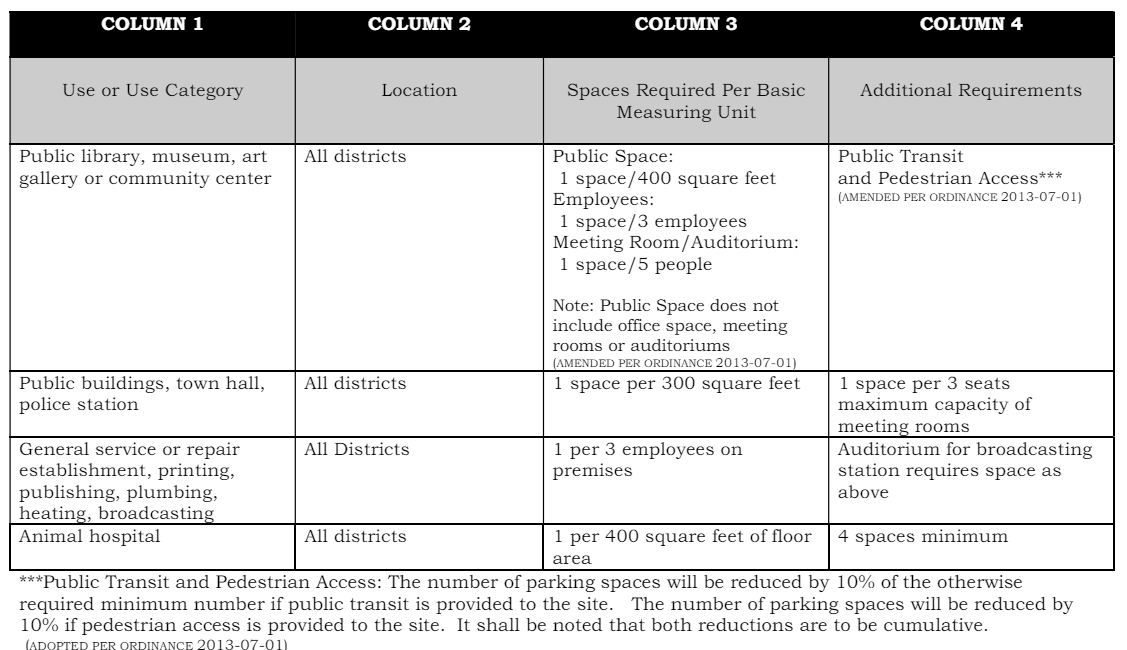 COLUMN 1 COLUMN 2 COLUMN 3 COLUMN 4
Use or Use Category
Location
Spaces Required Per Basic
Measuring Unit
Additional Requirements
Public library, museum, art
gallery or community center
All districts
Public Space:
1 space/400 square feet
Employees:
1 space/3 employees
Meeting Room/Auditorium:
1 space/5 people
Note: Public Space does not
include office space, meeting
rooms or auditoriums
(AMENDED PER ORDINANCE 2013-07-01)
Public Transit
and Pedestrian Access***
(AMENDED PER ORDINANCE 2013-07-01)
Public buildings, town hall,
police station
All districts
1 space per 300 square feet
1 space per 3 seats
maximum capacity of
meeting rooms
General service or repair
establishment, printing,
publishing, plumbing,
heating, broadcasting
All Districts
1 per 3 employees on
premises
Auditorium for broadcasting
station requires space as
above
Animal hospital
All districts
1 per 400 square feet of floor
area
4 spaces minimum
***Public Transit and Pedestrian Access: The number of parking spaces will be reduced by 10% of the otherwise
required minimum number if public transit is provided to the site. The number of parking spaces will be reduced by
10% if pedestrian access is provided to the site. It shall be noted that both reductions are to be cumulative.
(ADOPTED PER ORDINANCE 2013-07-01)